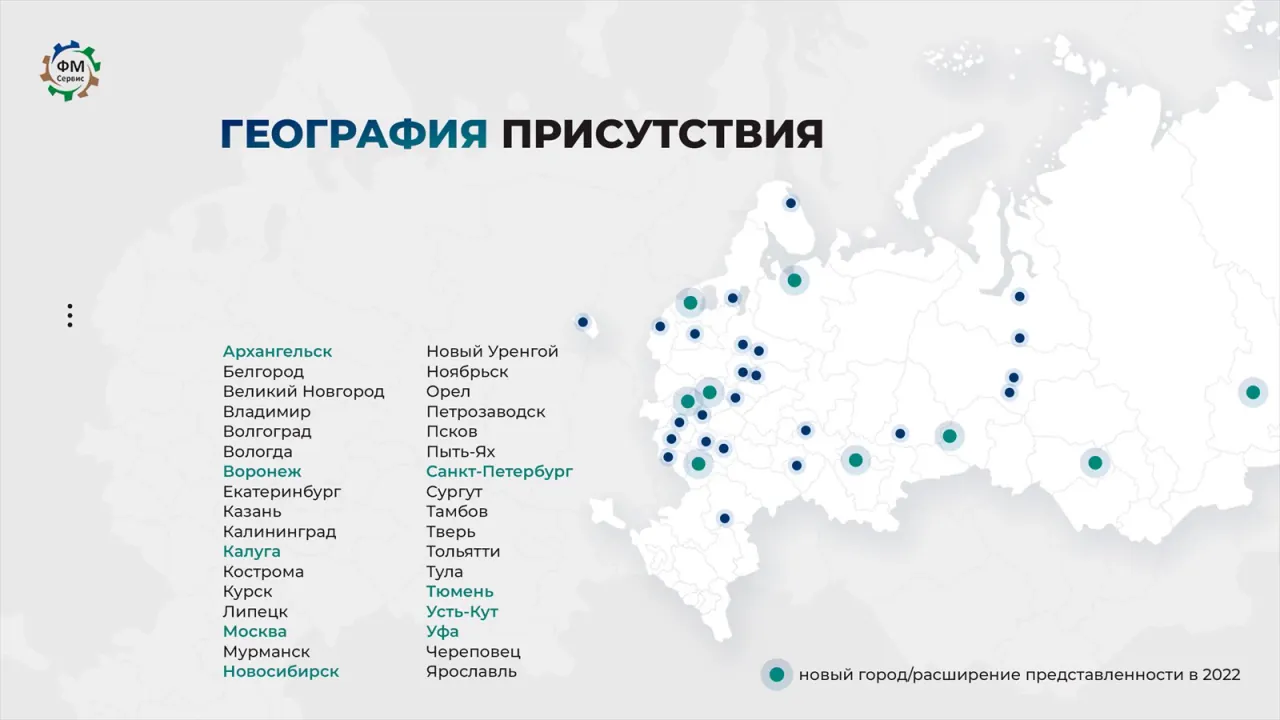 ФМ
Сервис
ГЕОГРАФИЯ ПРИСУТСТВИЯ
Архангельск
Белгород
Великий Новгород
Владимир
Волгоград
Вологда
Воронеж
Екатеринбург
Казань
Калининград
Калуга
Кострома
Курск
Липецк
Москва
Мурманск
Новосибирск
Новый Уренгой
Ноябрьск
Орел
Петрозаводск
Псков
Пыть-Ях
Санкт-Петербург
Сургут
Тамбов
Тверь
Тольятти
Тула
Тюмень
Усть-Кут
Уфа
Череповец
Ярославль
новый город/расширение представленности в 2022